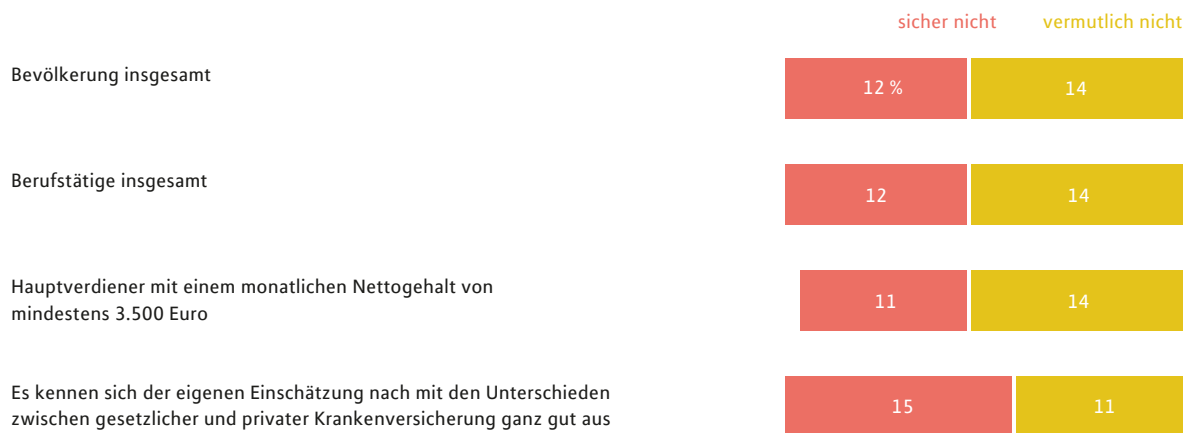 sicher nicht vermutlich nicht
Bevölkerung insgesamt 12 % 14
Berufstätige insgesamt 12 14
Hauptverdiener mit einem monatlichen Nettogehalt von
mindestens 3.500 Euro 11 14
Es kennen sich der eigenen Einschätzung nach mit den Unterschieden
zwischen gesetzlicher und privater Krankenversicherung ganz gut aus 15 11